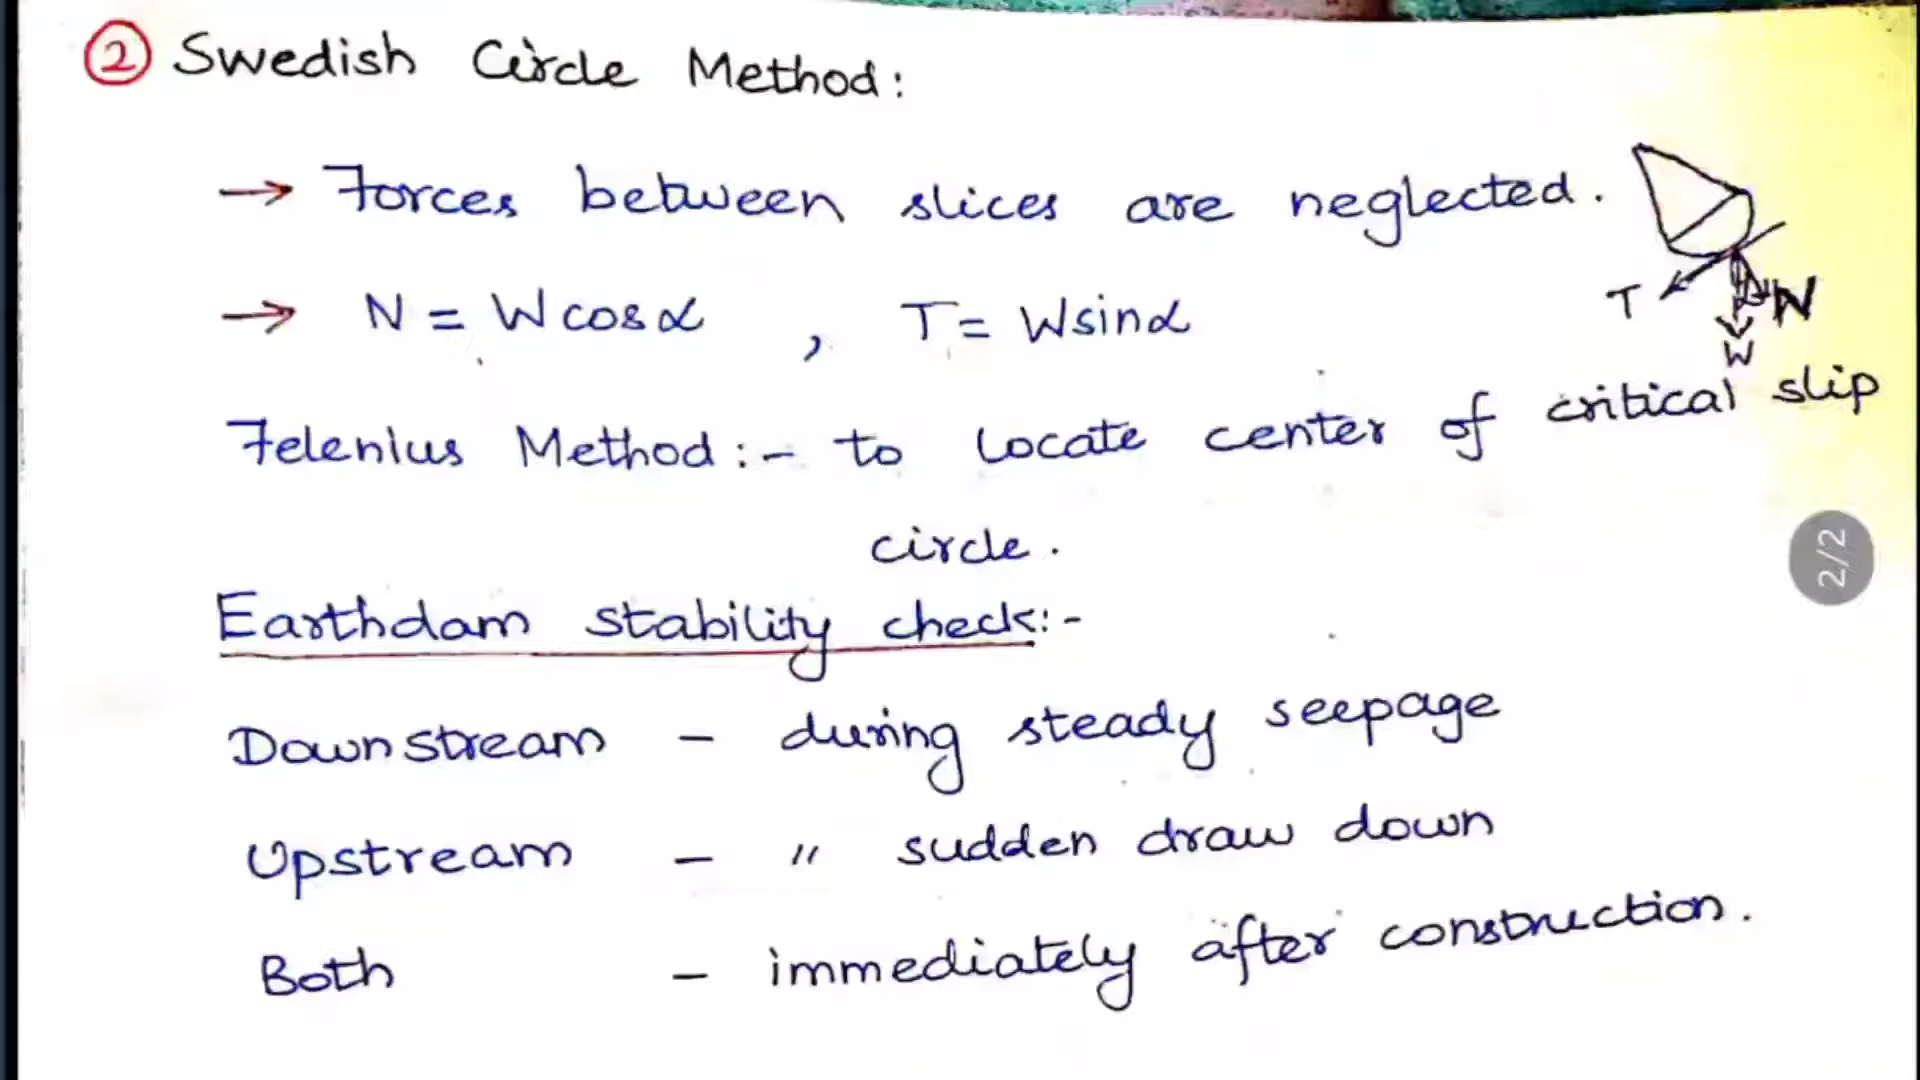 ② Swedish Circle Method:
→ Forces between slices are neglected.
→ N = W cos α , T = W sin α
T
N
W
Felenius Method :- to locate center of critical slip
circle.
Earthdam stability check:-
Downstream - during steady seepage
Upstream - " sudden draw down
Both - immediately after construction.
2/2